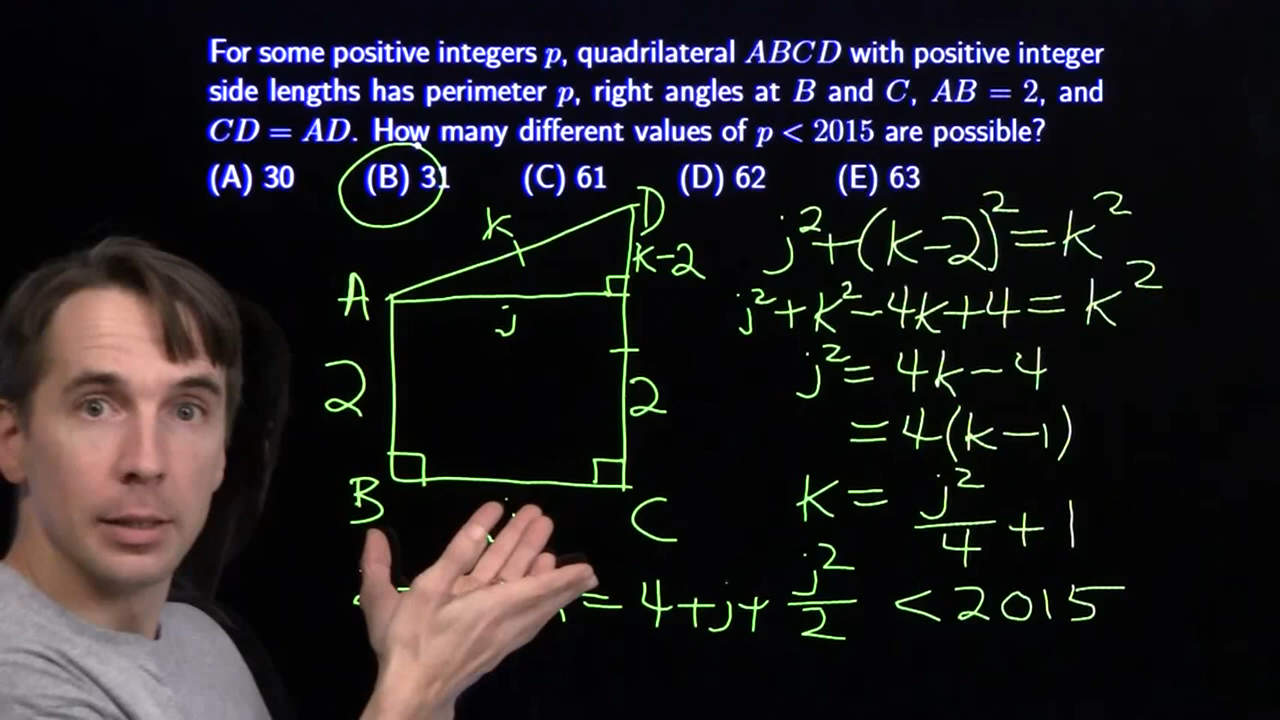 For some positive integers p, quadrilateral ABCD with positive integer
side lengths has perimeter p, right angles at B and C, AB = 2, and
CD = AD. How many different values of p < 2015 are possible?
(A) 30 (B) 31 (C) 61 (D) 62 (E) 63
D
k
k-2
A
j
2
2
B
C
j²+(k-2)²=k²
j²+k²-4k+4=k²
j²=4k-4
=4(k-1)
k=j²/4+1
=4+j+j²/2<2015